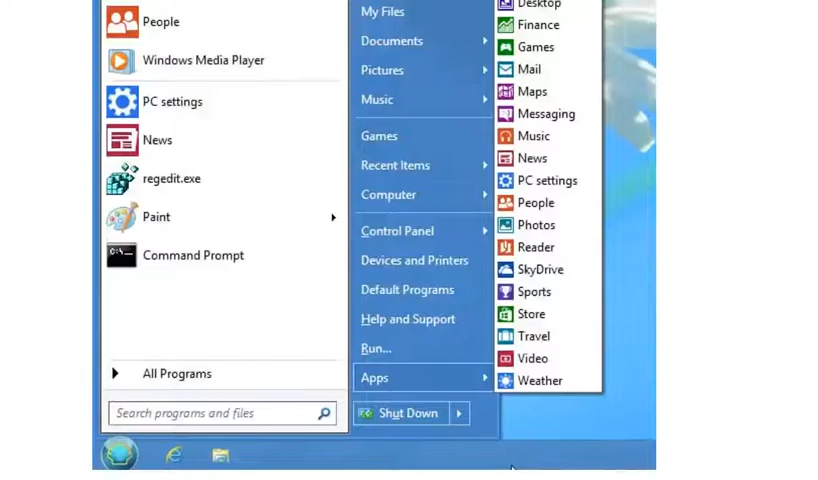 People
Windows Media Player
PC settings
News
regedit.exe
Paint
Command Prompt
All Programs
Search programs and files
My Files
Documents
Pictures
Music
Games
Recent Items
Computer
Control Panel
Devices and Printers
Default Programs
Help and Support
Run...
Apps
Shut Down
Desktop
Finance
Games
Mail
Maps
Messaging
Music
News
PC settings
People
Photos
Reader
SkyDrive
Sports
Store
Travel
Video
Weather